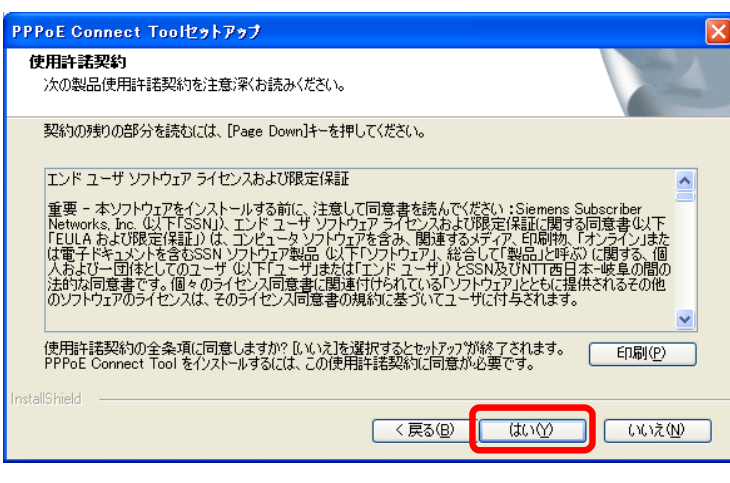 PPPoE Connect Toolセットアップ
使用許諾契約
次の製品使用許諾契約を注意深くお読みください。
契約の残りの部分を読むには、[Page Down]キーを押してください。
エンド ユーザ ソフトウェア ライセンスおよび限定保証
重要 - 本ソフトウェアをインストールする前に、注意して同意書を読んでください :Siemens Subscriber
Networks, Inc. (以下「SSN」)、エンド ユーザ ソフトウェア ライセンスおよび限定保証に関する同意書(以下
「EULA および限定保証」) は、コンピュータ ソフトウェアを含み、関連するメディア、印刷物、「オンライン」また
は電子ドキュメントを含むSSN ソフトウェア製品 (以下「ソフトウェア」、総合して「製品」と呼ぶ) に関する、個
人および一団体としてのユーザ (以下「ユーザ」または「エンド ユーザ」) とSSN及びNTT西日本-岐阜の間の
法的な同意書です。個々のライセンス同意書に関連付けられている「ソフトウェア」とともに提供されるその他
のソフトウェアのライセンスは、そのライセンス同意書の規約に基づいてユーザに付与されます。
使用許諾契約の全条項に同意しますか? [いいえ]を選択するとセットアップが終了されます。
PPPoE Connect Tool をインストールするには、この使用許諾契約に同意が必要です。
印刷(P)
InstallShield
< 戻る(B)
はい(Y)
いいえ(N)